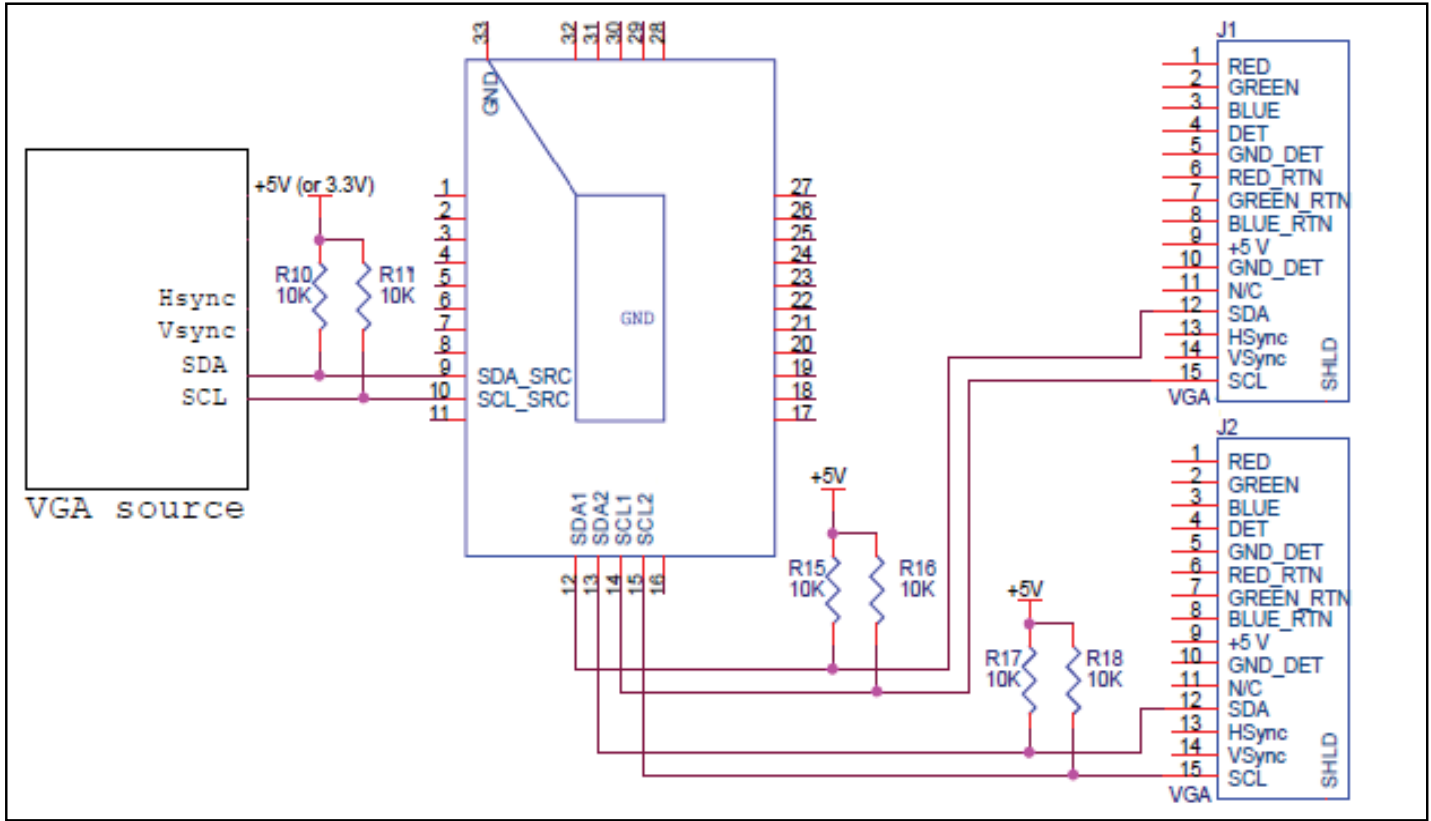 33
32
31
30
29
28
GND
+5V (or 3.3V)
R10
10K
R11
10K
Hsync
Vsync
SDA
SCL
VGA source
1
2
3
4
5
6
7
8
9
10
11
SDA_SRC
SCL_SRC
GND
27
26
25
24
23
22
21
20
19
18
17
SDA1
SDA2
SCL1
SCL2
12
13
14
15
16
+5V
R15
10K
R16
10K
+5V
R17
10K
R18
10K
J1
1 RED
2 GREEN
3 BLUE
4 DET
5 GND_DET
6 RED_RTN
7 GREEN_RTN
8 BLUE_RTN
9 +5 V
10 GND_DET
11 N/C
12 SDA
13 HSync
14 VSync
15 SCL
SHLD
VGA
J2
1 RED
2 GREEN
3 BLUE
4 DET
5 GND_DET
6 RED_RTN
7 GREEN_RTN
8 BLUE_RTN
9 +5 V
10 GND_DET
11 N/C
12 SDA
13 HSync
14 VSync
15 SCL
SHLD
VGA